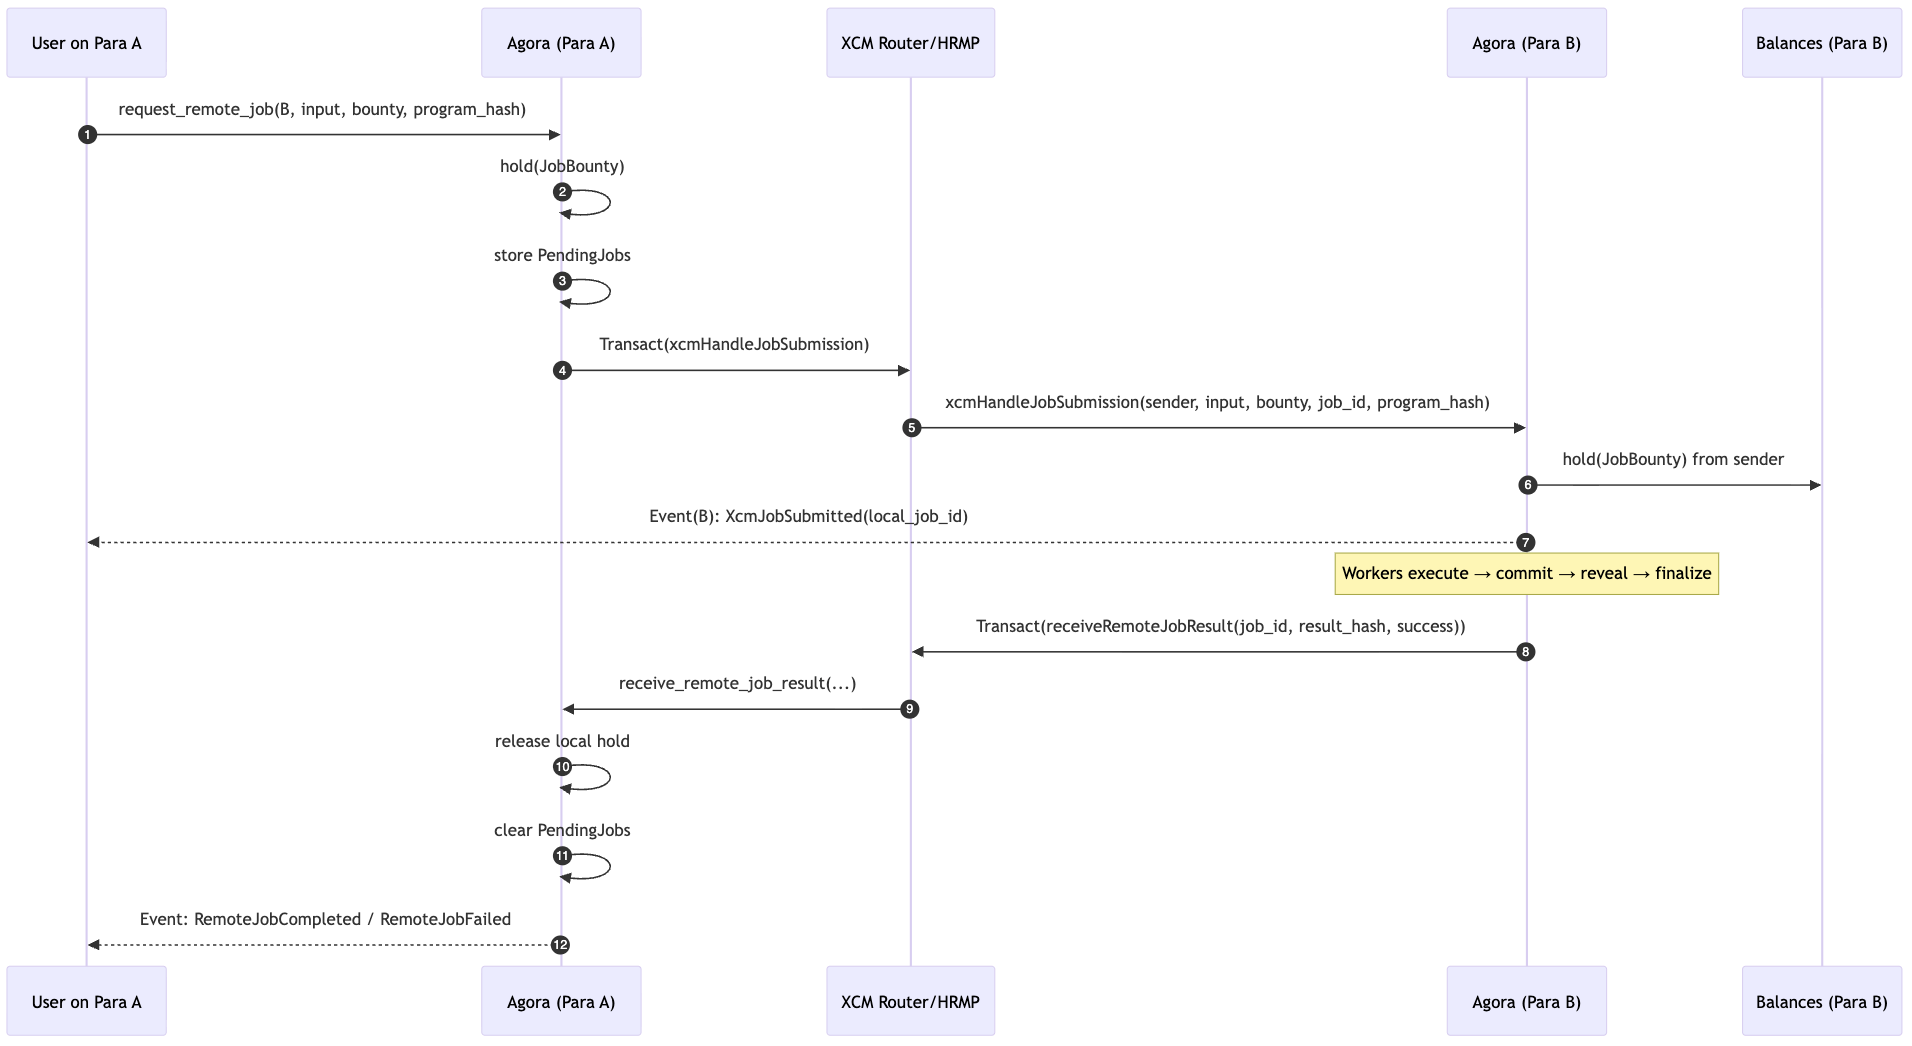 User on Para A
Agora (Para A)
XCM Router/HRMP
Agora (Para B)
Balances (Para B)
request_remote_job(B, input, bounty, program_hash)
1
hold(JobBounty)
2
store PendingJobs
3
Transact(xcmHandleJobSubmission)
4
xcmHandleJobSubmission(sender, input, bounty, job_id, program_hash)
5
hold(JobBounty) from sender
6
Event(B): XcmJobSubmitted(local_job_id)
7
Workers execute → commit → reveal → finalize
Transact(receiveRemoteJobResult(job_id, result_hash, success))
8
receive_remote_job_result(...)
9
release local hold
10
clear PendingJobs
11
Event: RemoteJobCompleted / RemoteJobFailed
12
User on Para A
Agora (Para A)
XCM Router/HRMP
Agora (Para B)
Balances (Para B)